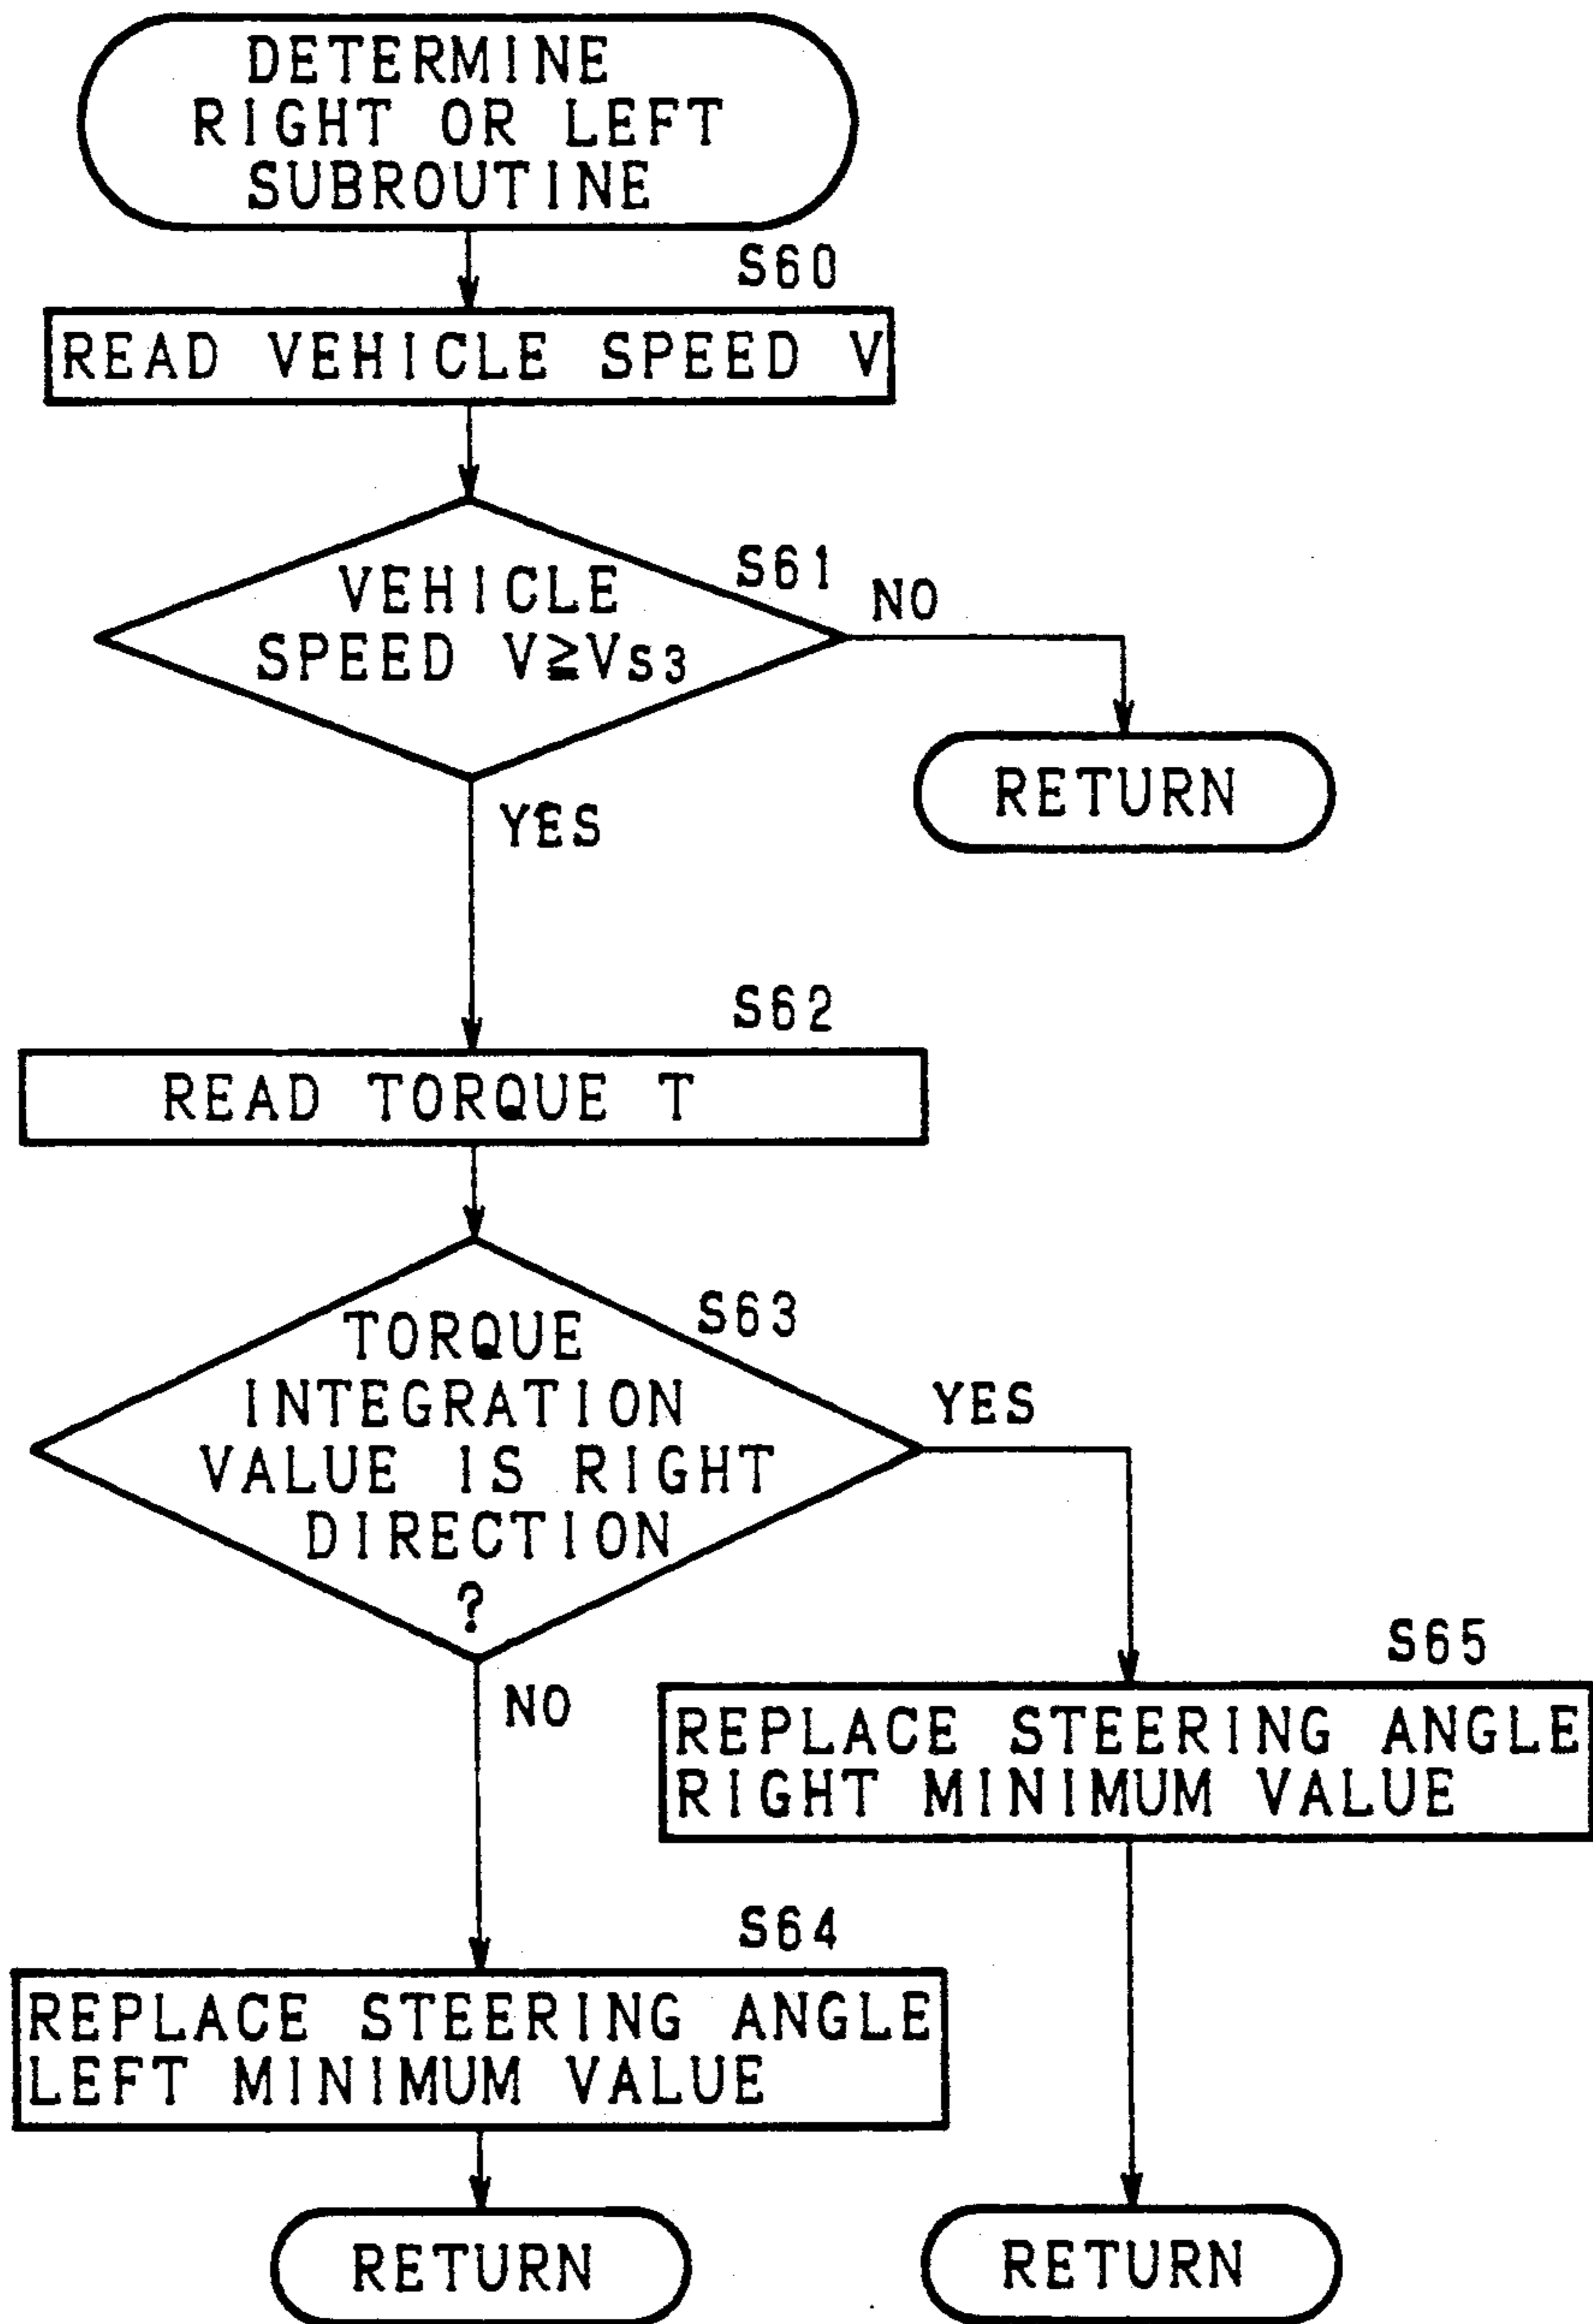 DETERMINE
RIGHT OR LEFT
SUBROUTINE
S60
READ VEHICLE SPEED V
S61
VEHICLE
SPEED V≧Vs3
NO
RETURN
YES
S62
READ TORQUE T
S63
TORQUE
INTEGRATION
VALUE IS RIGHT
DIRECTION
?
YES
NO
S65
REPLACE STEERING ANGLE
RIGHT MINIMUM VALUE
S64
REPLACE STEERING ANGLE
LEFT MINIMUM VALUE
RETURN
RETURN